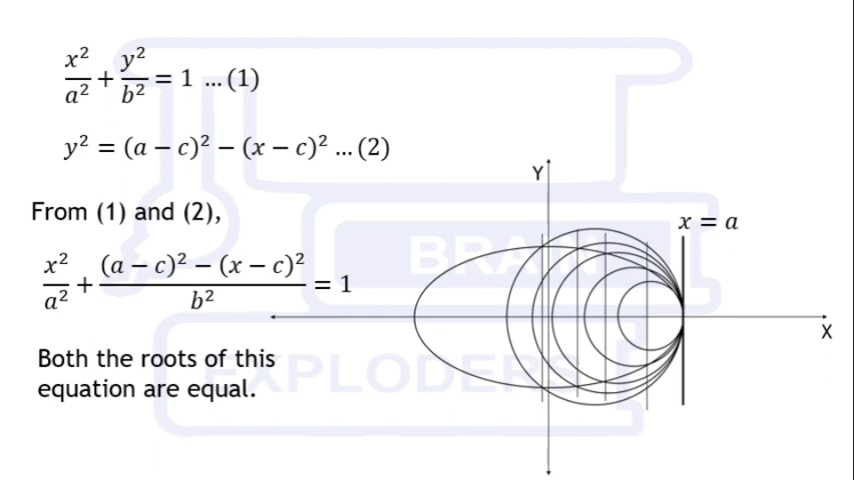 x²/a² + y²/b² = 1 ...(1)
y² = (a − c)² − (x − c)² ...(2)
From (1) and (2),
x²/a² + ((a − c)² − (x − c)²)/b² = 1
Both the roots of this
equation are equal.
Y
x = a
X
BRAIN
EXPLODERS